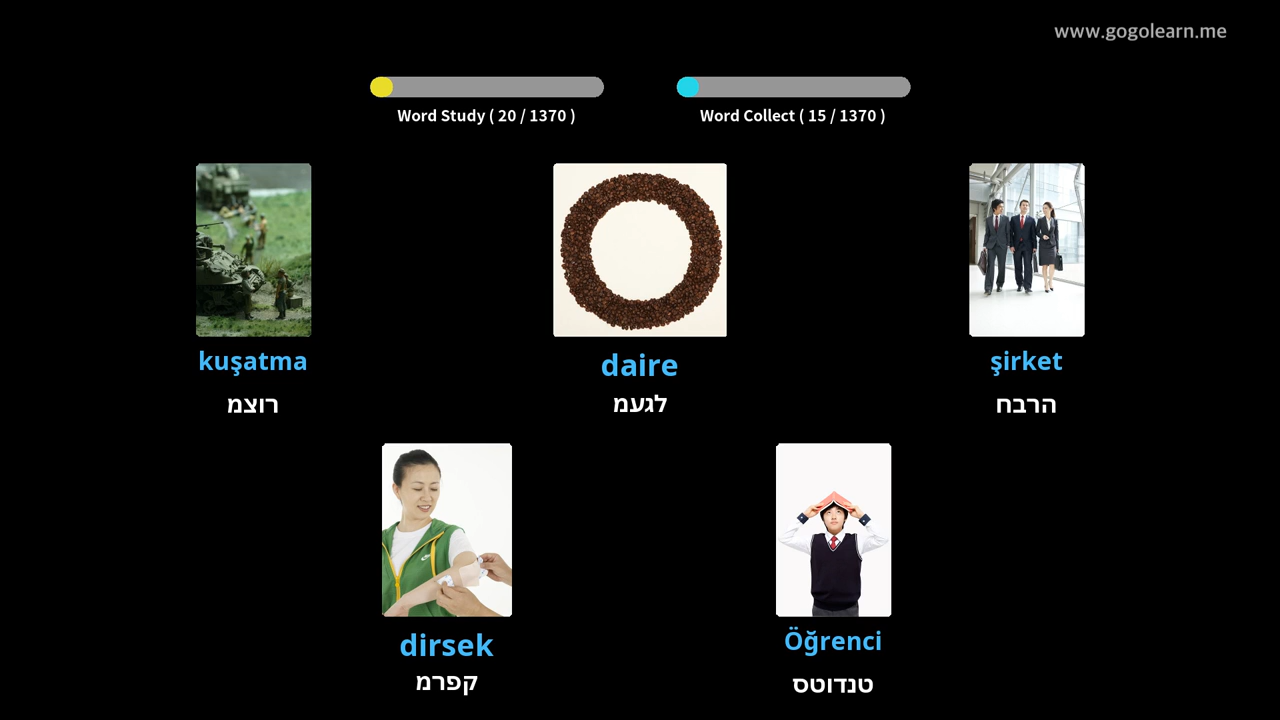 www.gogolearn.me
Word Study ( 20 / 1370 )
Word Collect ( 15 / 1370 )
kuşatma
רוצמ
daire
לגעמ
şirket
הרבח
dirsek
קפרמ
Öğrenci
טנדוטס